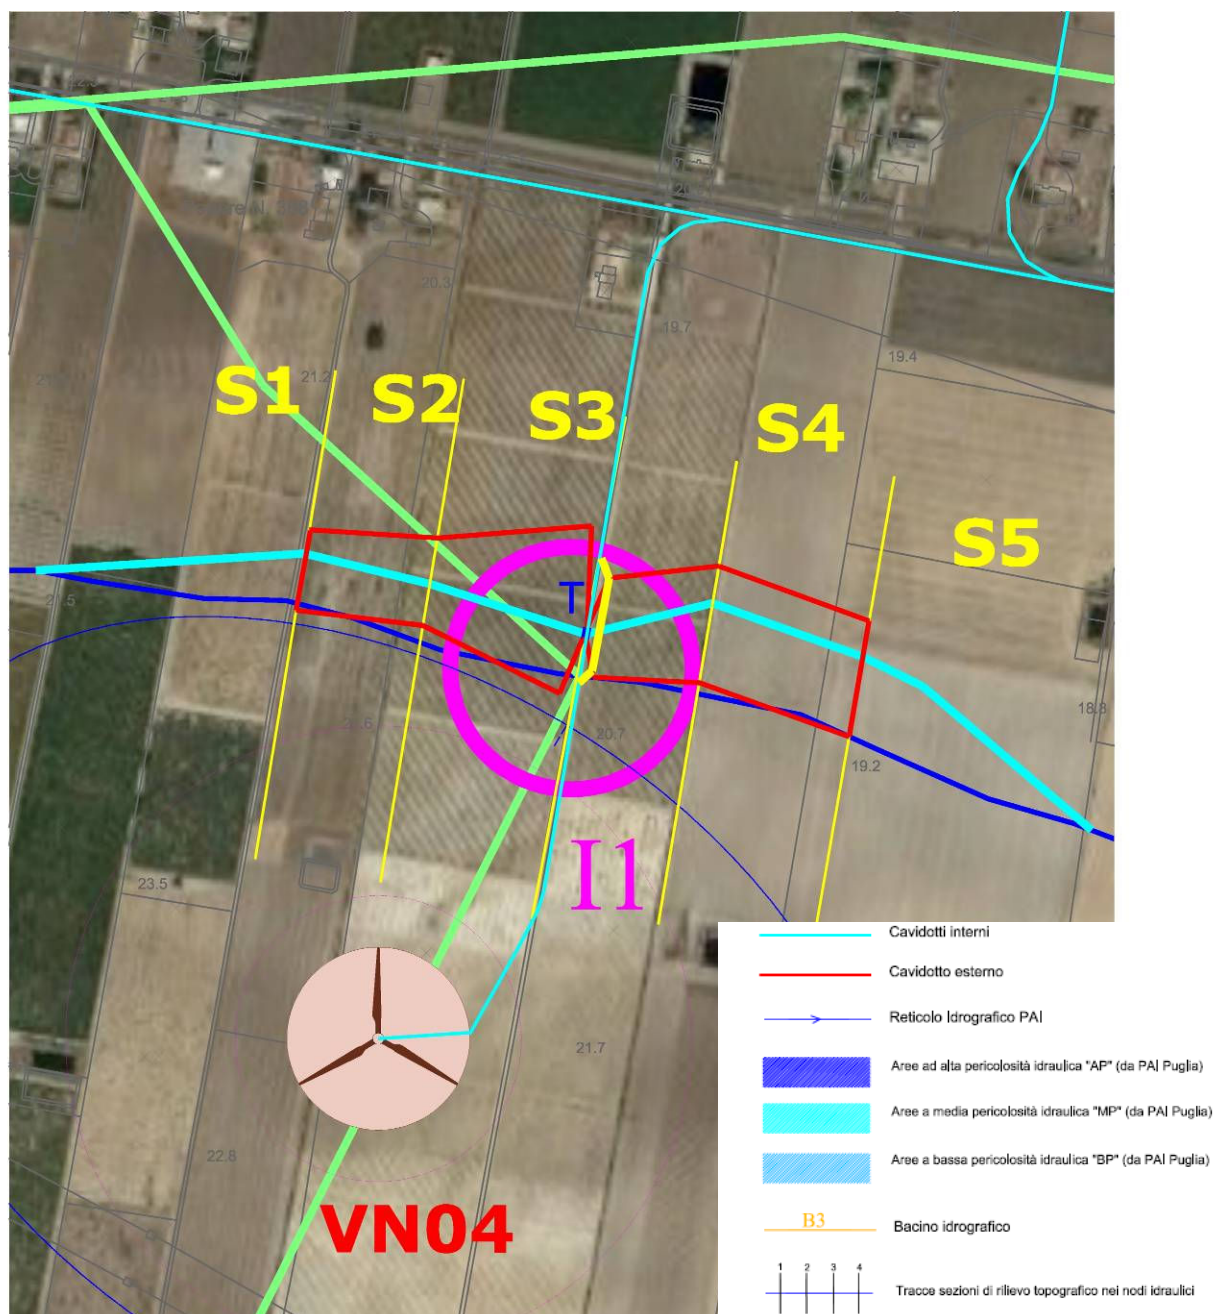 20.3
19.7
19.4
21.2
S1
S2
S3
S4
S5
T
20.7
18.8
19.2
I1
23.5
21.7
22.8
VN04
Cavidotti interni
Cavidotto esterno
Reticolo Idrografico PAI
Aree ad alta pericolosità idraulica "AP" (da PAI Puglia)
Aree a media pericolosità idraulica "MP" (da PAI Puglia)
Aree a bassa pericolosità idraulica "BP" (da PAI Puglia)
B3
Bacino idrografico
1 2 3 4
Tracce sezioni di rilievo topografico nei nodi idraulici